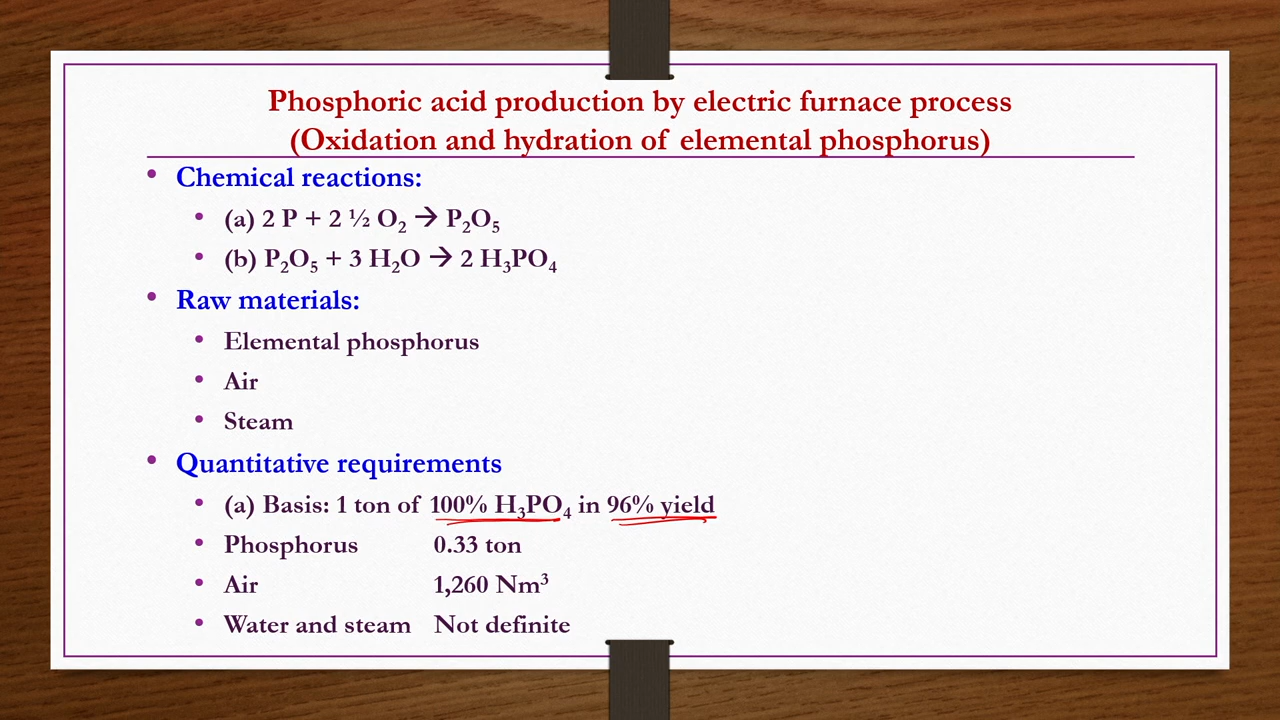 Phosphoric acid production by electric furnace process
(Oxidation and hydration of elemental phosphorus)
• Chemical reactions:
• (a) 2 P + 2 ½ O₂ → P₂O₅
• (b) P₂O₅ + 3 H₂O → 2 H₃PO₄
• Raw materials:
• Elemental phosphorus
• Air
• Steam
• Quantitative requirements
• (a) Basis: 1 ton of 100% H₃PO₄ in 96% yield
• Phosphorus 0.33 ton
• Air 1,260 Nm³
• Water and steam Not definite